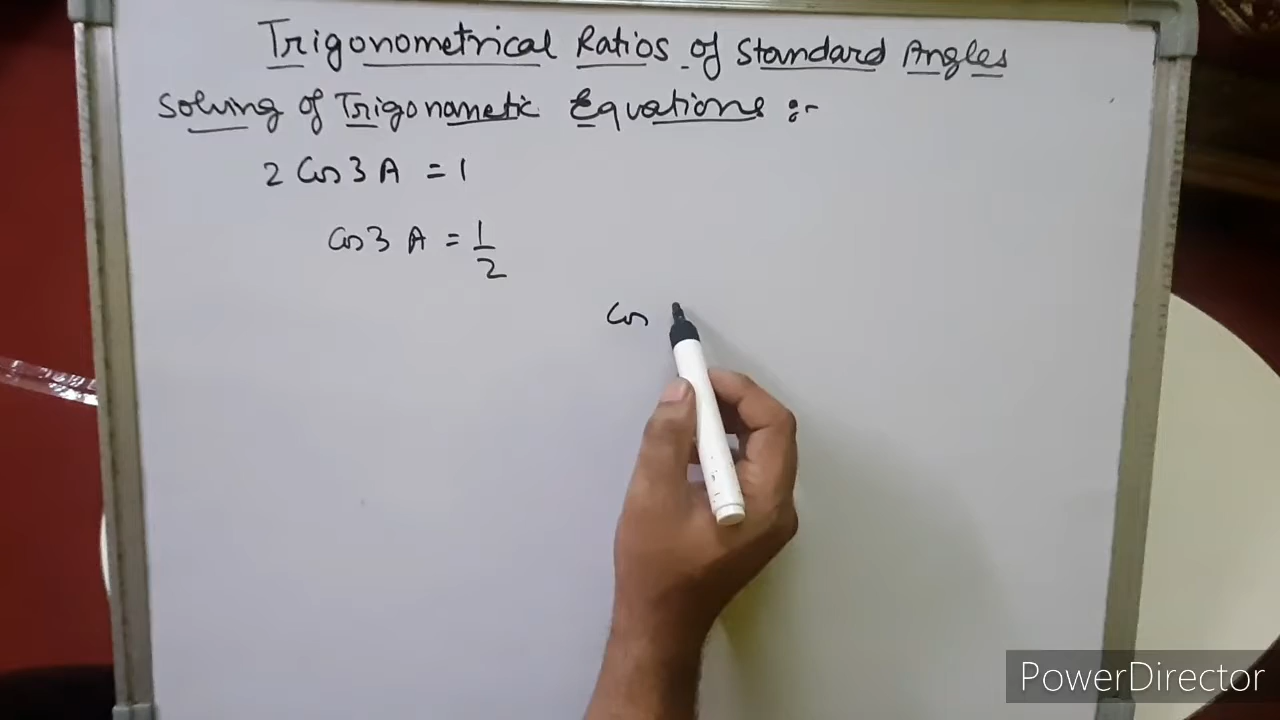 Trigonometrical Ratios of Standard Angles
Solving of Trigonametic Equations :-
2 Cos 3 A = 1
Cos 3 A = 1/2
Cos
PowerDirector